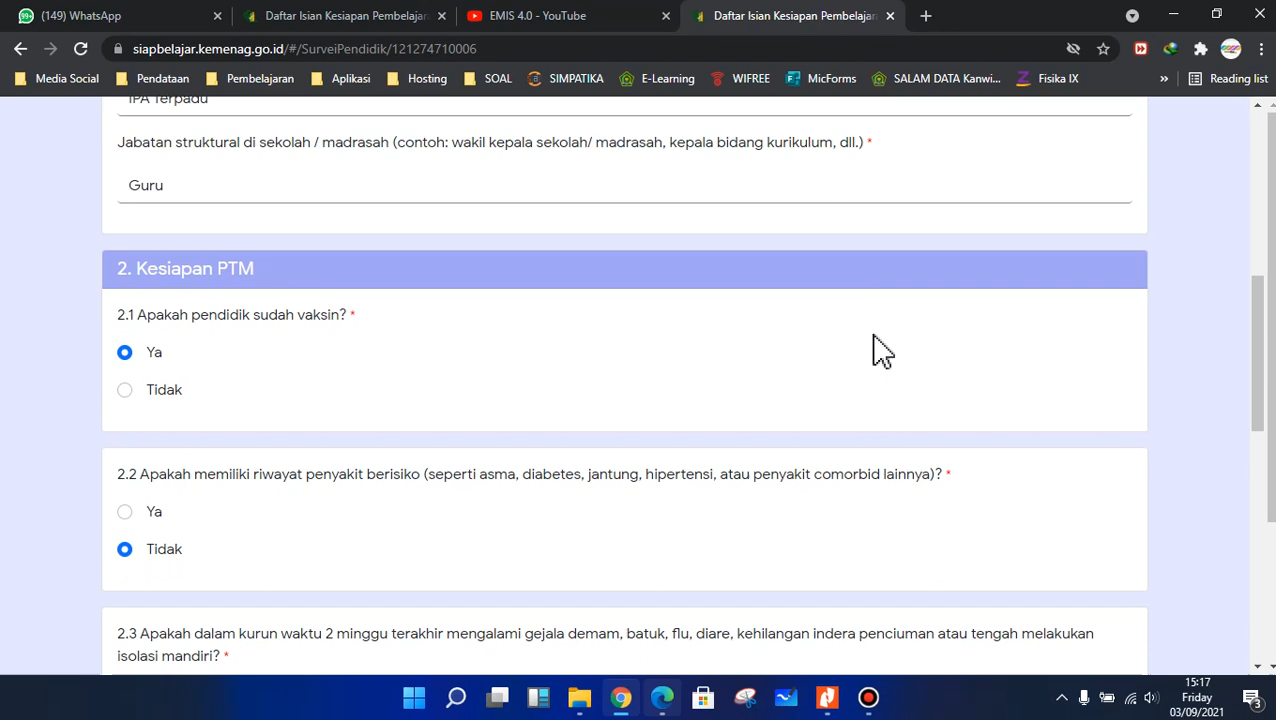 99+ (149) WhatsApp
Daftar Isian Kesiapan Pembelajar
EMIS 4.0 - YouTube
Daftar Isian Kesiapan Pembelajara
siapbelajar.kemenag.go.id/#/SurveiPendidik/121274710006
Media Social
Pendataan
Pembelajaran
Aplikasi
Hosting
SOAL
SIMPATIKA
E-Learning
WIFREE
MicForms
SALAM DATA Kanwi...
Fisika IX
»
Reading list
IPA Terpadu
Jabatan struktural di sekolah / madrasah (contoh: wakil kepala sekolah/ madrasah, kepala bidang kurikulum, dll.) *
Guru
2. Kesiapan PTM
2.1 Apakah pendidik sudah vaksin? *
Ya
Tidak
2.2 Apakah memiliki riwayat penyakit berisiko (seperti asma, diabetes, jantung, hipertensi, atau penyakit comorbid lainnya)? *
Ya
Tidak
2.3 Apakah dalam kurun waktu 2 minggu terakhir mengalami gejala demam, batuk, flu, diare, kehilangan indera penciuman atau tengah melakukan
isolasi mandiri? *
15:17
Friday
03/09/2021
3